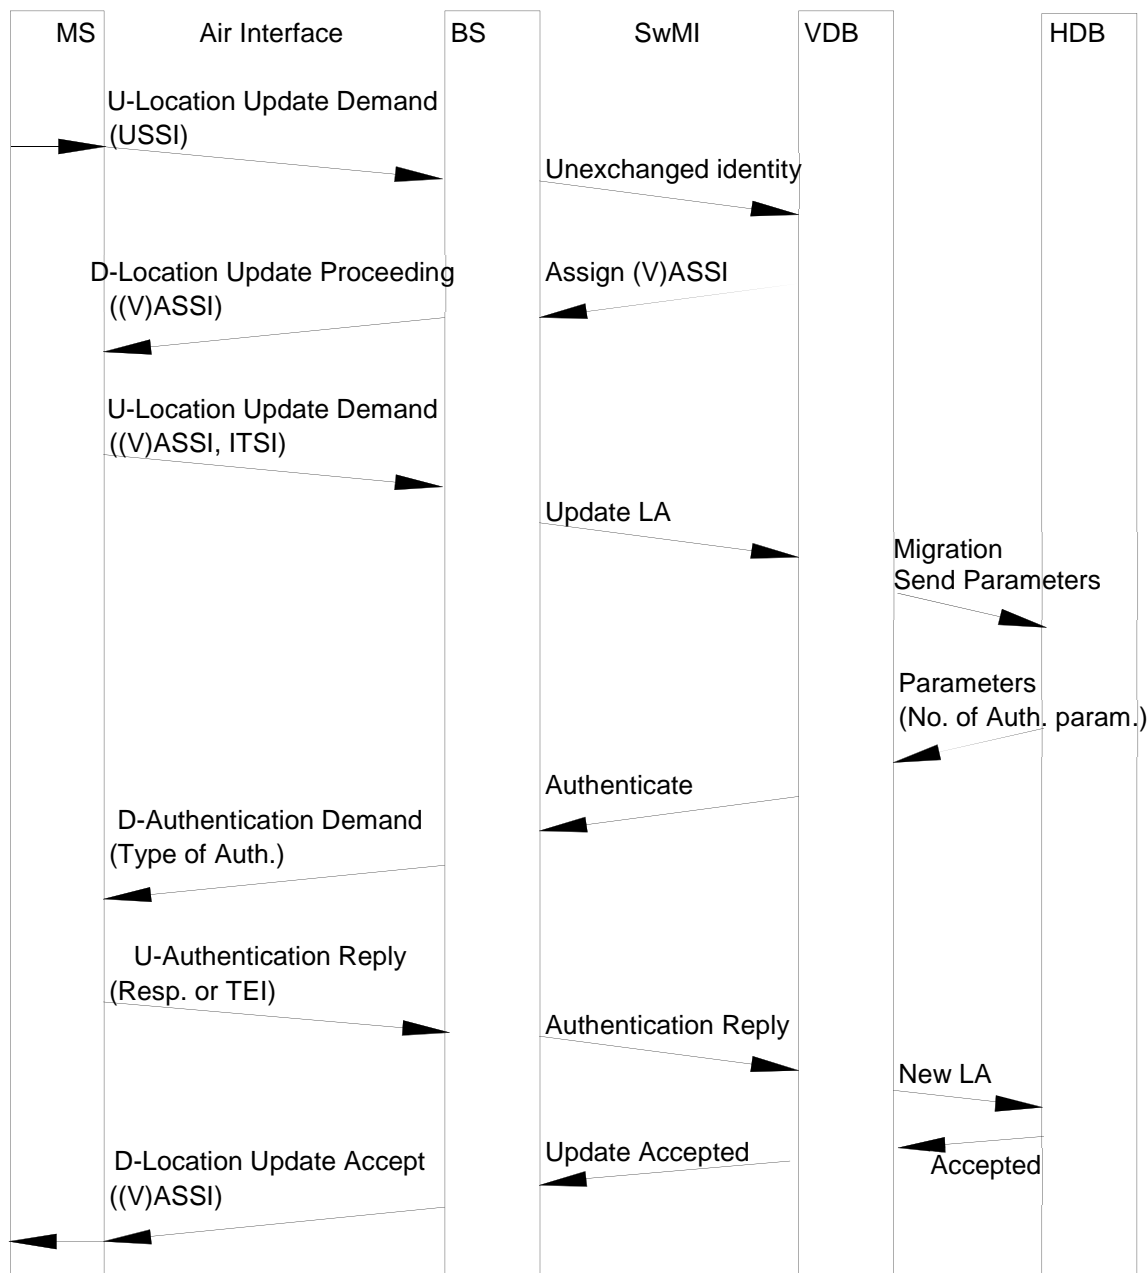 MS Air Interface BS SwMI VDB HDB
U-Location Update Demand
(USSI)
Unexchanged identity
D-Location Update Proceeding
((V)ASSI)
Assign (V)ASSI
U-Location Update Demand
((V)ASSI, ITSI)
Update LA
Migration
Send Parameters
Parameters
(No. of Auth. param.)
Authenticate
D-Authentication Demand
(Type of Auth.)
U-Authentication Reply
(Resp. or TEI)
Authentication Reply
New LA
Accepted
Update Accepted
D-Location Update Accept
((V)ASSI)